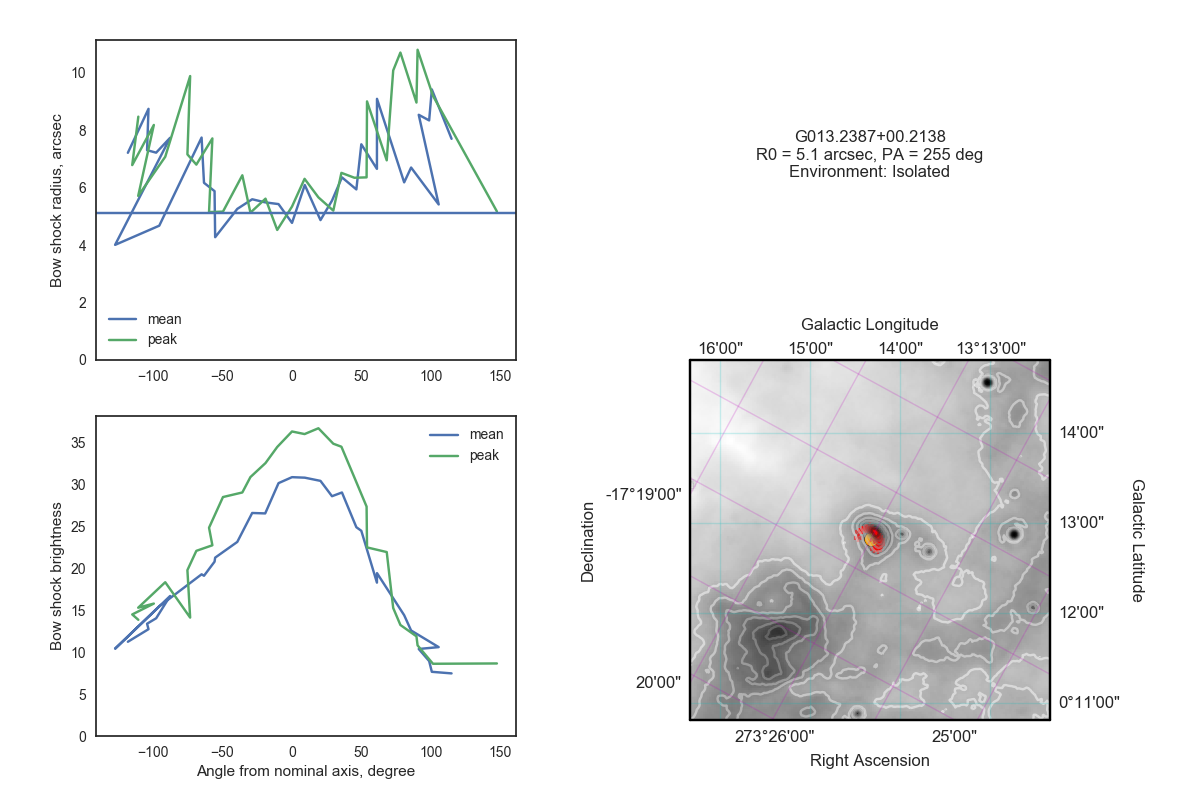 Bow shock radius, arcsec
10
8
6
4
2
0
mean
peak
−100
−50
0
50
100
150
Bow shock brightness
35
30
25
20
15
10
5
0
mean
peak
−100
−50
0
50
100
150
Angle from nominal axis, degree
G013.2387+00.2138
R0 = 5.1 arcsec, PA = 255 deg
Environment: Isolated
Galactic Longitude
16'00"
15'00"
14'00"
13°13'00"
14'00"
13'00"
12'00"
0°11'00"
Galactic Latitude
Declination
-17°19'00"
20'00"
273°26'00"
25'00"
Right Ascension